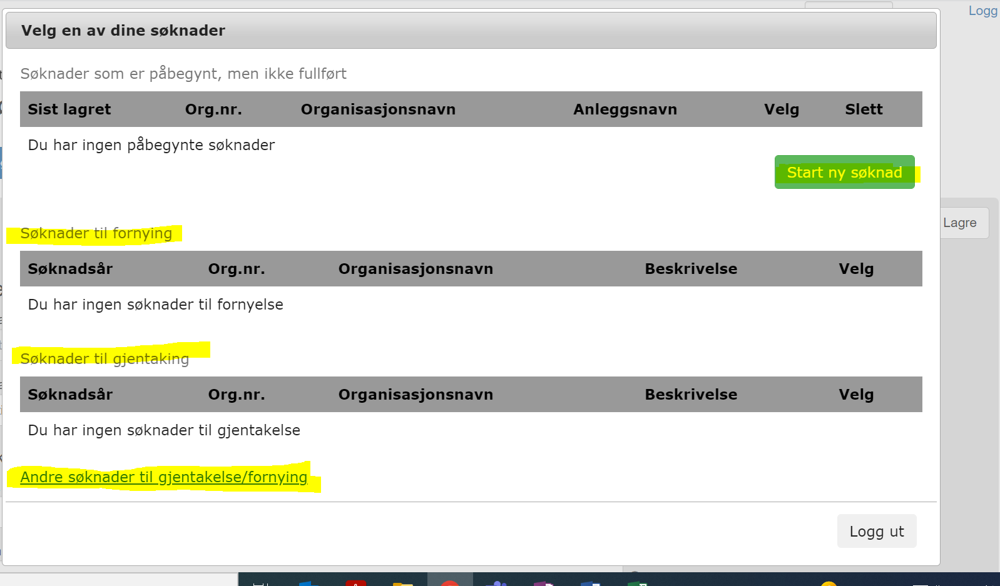 Logg
Velg en av dine søknader
Søknader som er påbegynt, men ikke fullført
Sist lagret Org.nr. Organisasjonsnavn Anleggsnavn Velg Slett
Du har ingen påbegynte søknader
Start ny søknad
Lagre
Søknader til fornying
Søknadsår Org.nr. Organisasjonsnavn Beskrivelse Velg
Du har ingen søknader til fornyelse
Søknader til gjentaking
Søknadsår Org.nr. Organisasjonsnavn Beskrivelse Velg
Du har ingen søknader til gjentakelse
Andre søknader til gjentakelse/fornying
Logg ut